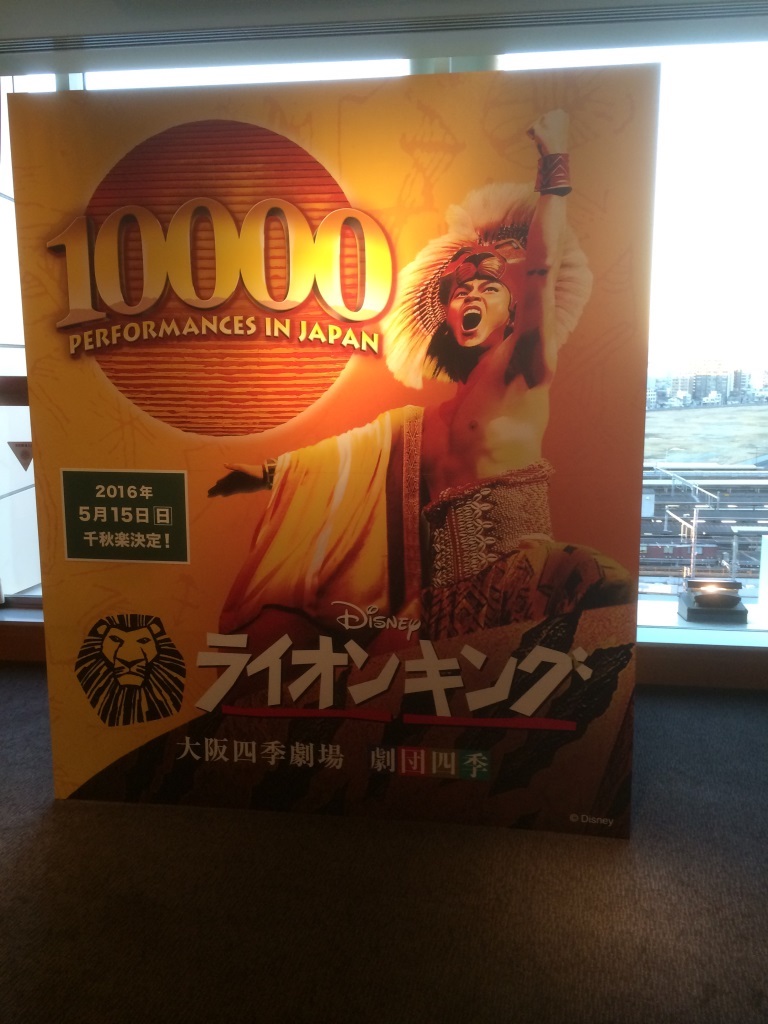 10000
PERFORMANCES IN JAPAN
2016年
5月15日日
千秋楽決定!
Disney
ライオンキング
大阪四季劇場 劇団四季
© Disney